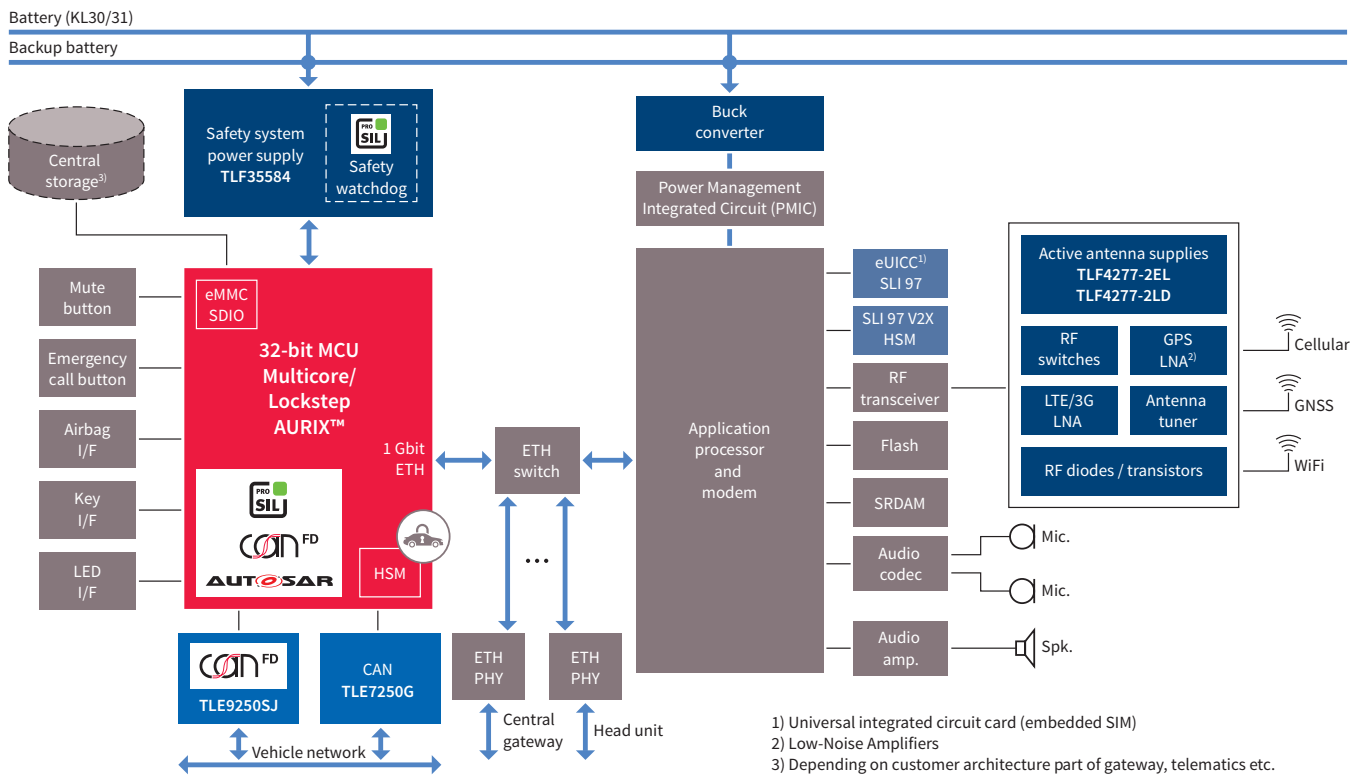 Battery (KL30/31)
Backup battery
Central
storage3)
Safety system
power supply
TLF35584
PRO
SIL
Safety
watchdog
Buck
converter
Power Management
Integrated Circuit (PMIC)
Mute
button
Emergency
call button
Airbag
I/F
Key
I/F
LED
I/F
eMMC
SDIO
32-bit MCU
Multicore/
Lockstep
AURIX™
1 Gbit
ETH
PRO
SIL
CAN FD
AUTOSAR
HSM
ETH
switch
...
Application
processor
and
modem
eUICC1)
SLI 97
SLI 97 V2X
HSM
RF
transceiver
Flash
SRDAM
Audio
codec
Audio
amp.
Active antenna supplies
TLF4277-2EL
TLF4277-2LD
RF
switches
GPS
LNA2)
LTE/3G
LNA
Antenna
tuner
RF diodes / transistors
Cellular
GNSS
WiFi
Mic.
Mic.
Spk.
CAN FD
TLE9250SJ
CAN
TLE7250G
ETH
PHY
ETH
PHY
Vehicle network
Central
gateway
Head unit
1) Universal integrated circuit card (embedded SIM)
2) Low-Noise Amplifiers
3) Depending on customer architecture part of gateway, telematics etc.